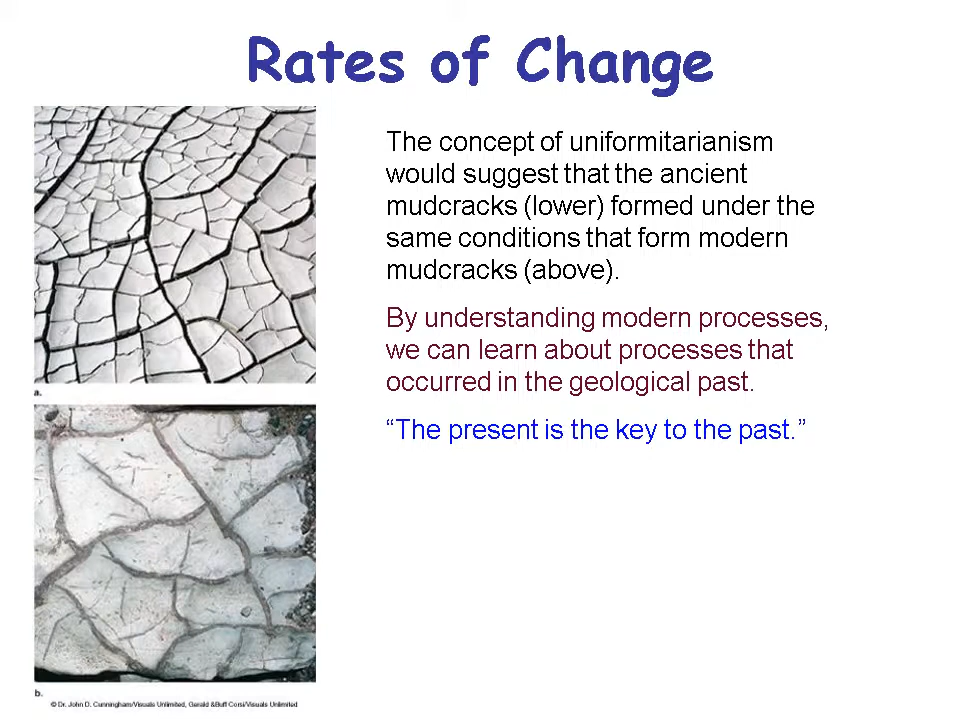 Rates of Change
The concept of uniformitarianism
would suggest that the ancient
mudcracks (lower) formed under the
same conditions that form modern
mudcracks (above).
By understanding modern processes,
we can learn about processes that
occurred in the geological past.
“The present is the key to the past.”
a.
b.
© Dr. John D. Cunningham/Visuals Unlimited, Gerald &Buff Corsi/Visuals Unlimited